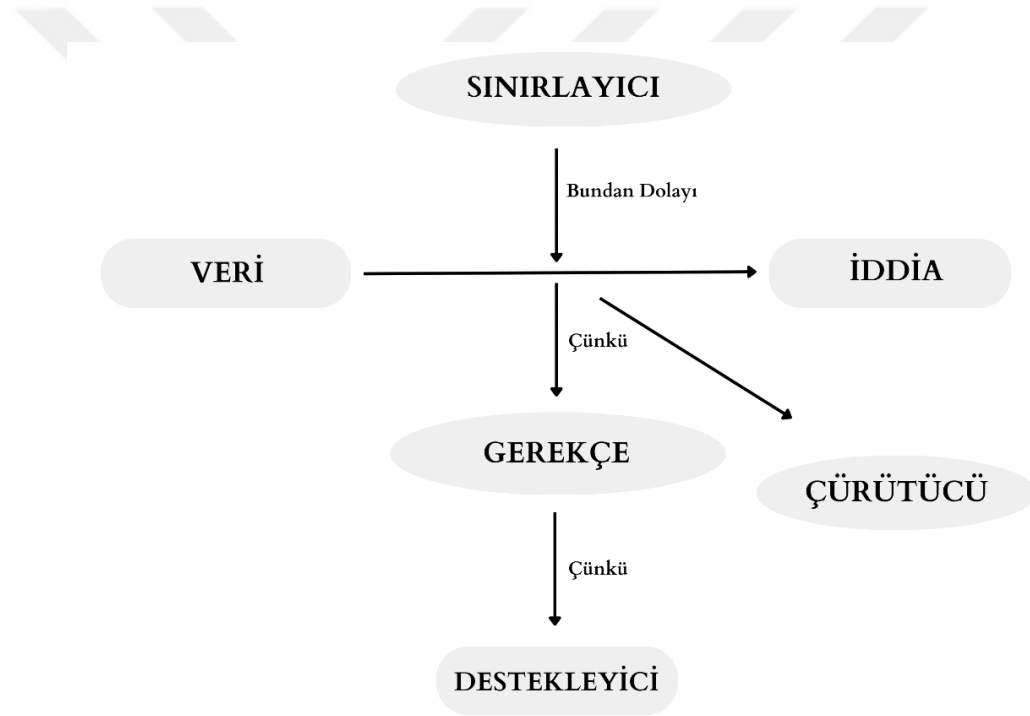 SINIRLAYICI
Bundan Dolayı
VERİ
İDDİA
Çünkü
GEREKÇE
ÇÜRÜTÜCÜ
Çünkü
DESTEKLEYİCİ